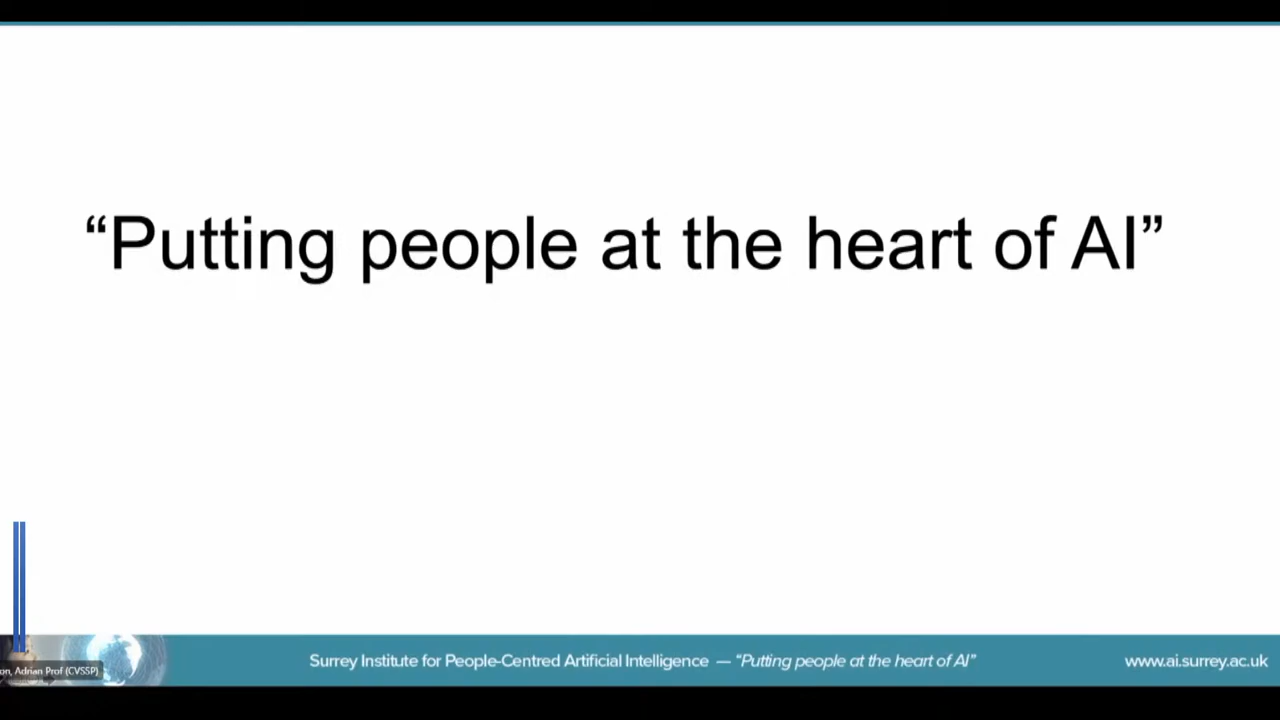 “Putting people at the heart of AI”
on, Adrian Prof (CVSSP)
Surrey Institute for People-Centred Artificial Intelligence — “Putting people at the heart of AI”
www.ai.surrey.ac.uk